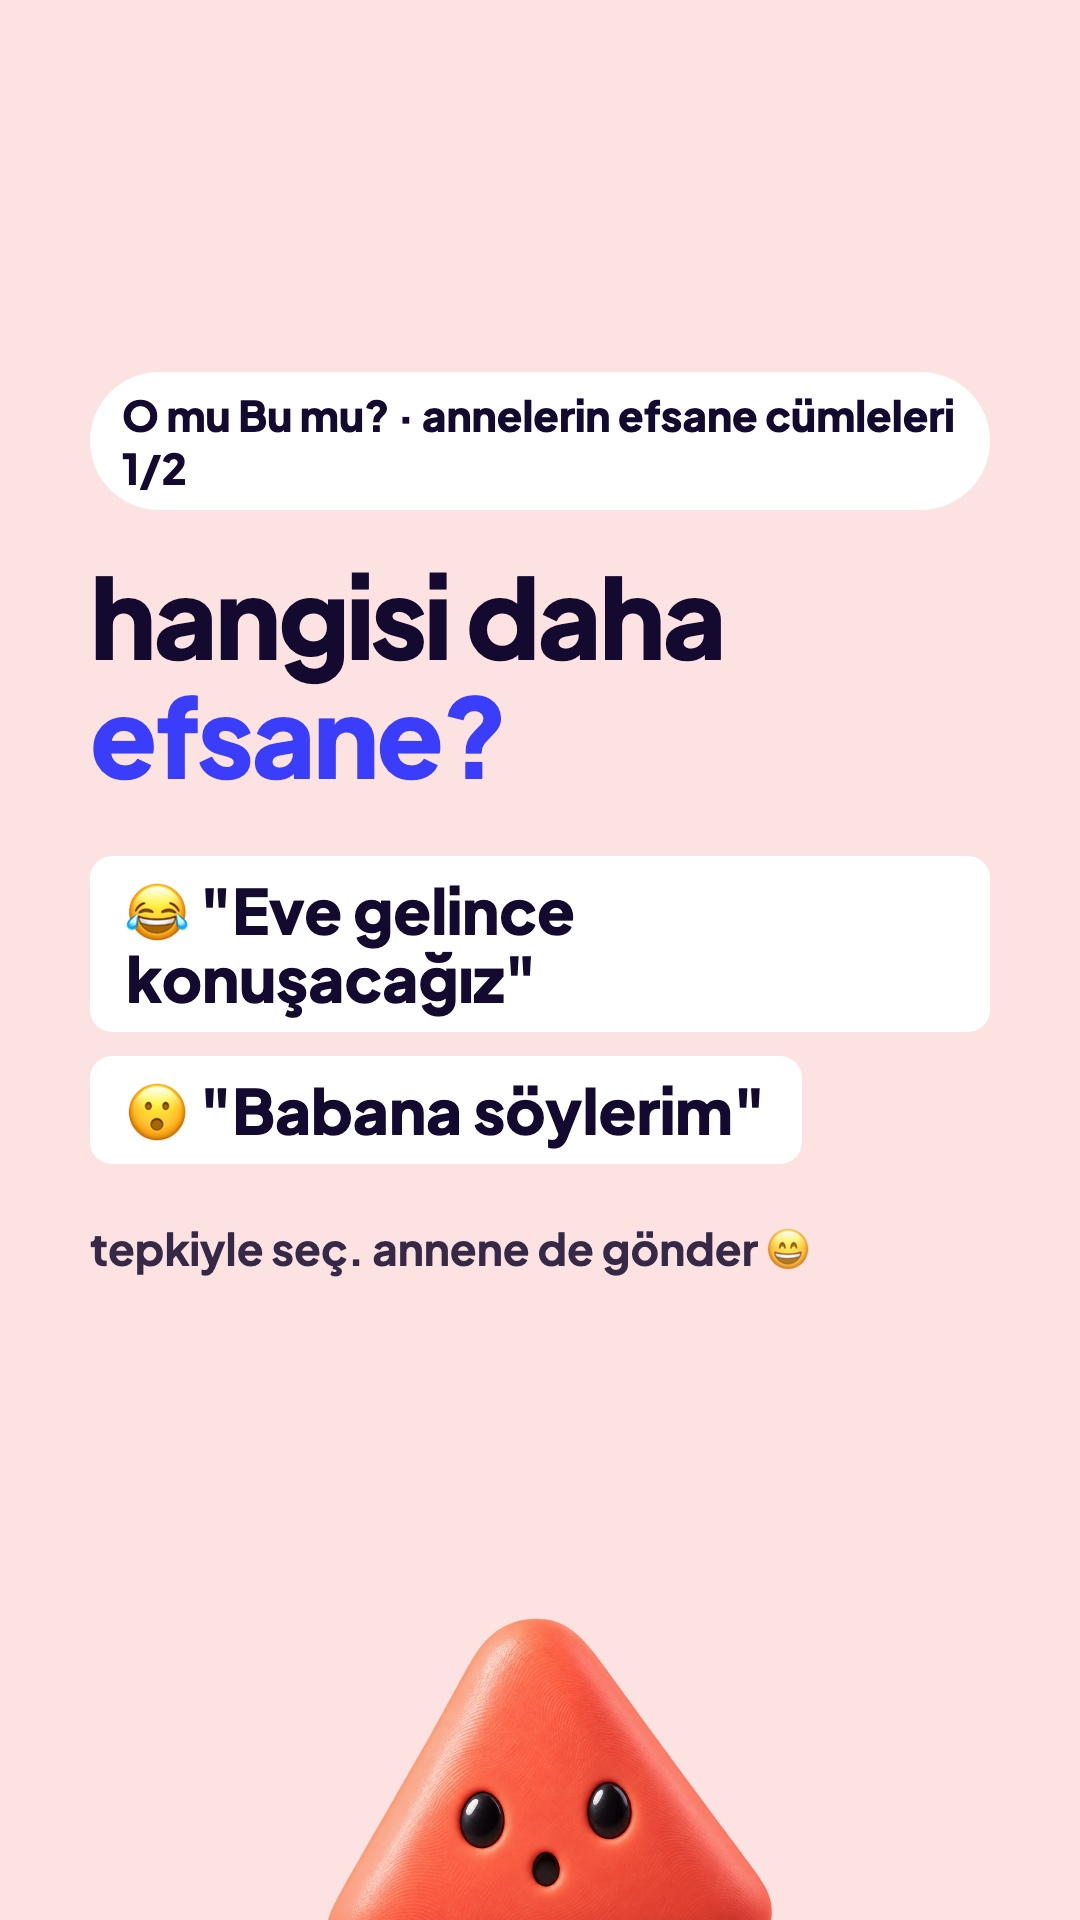 O mu Bu mu? · annelerin efsane cümleleri
1/2
hangisi daha
efsane?
😂 "Eve gelince
konuşacağız"
😮 "Babana söylerim"
tepkiyle seç. annene de gönder 😄